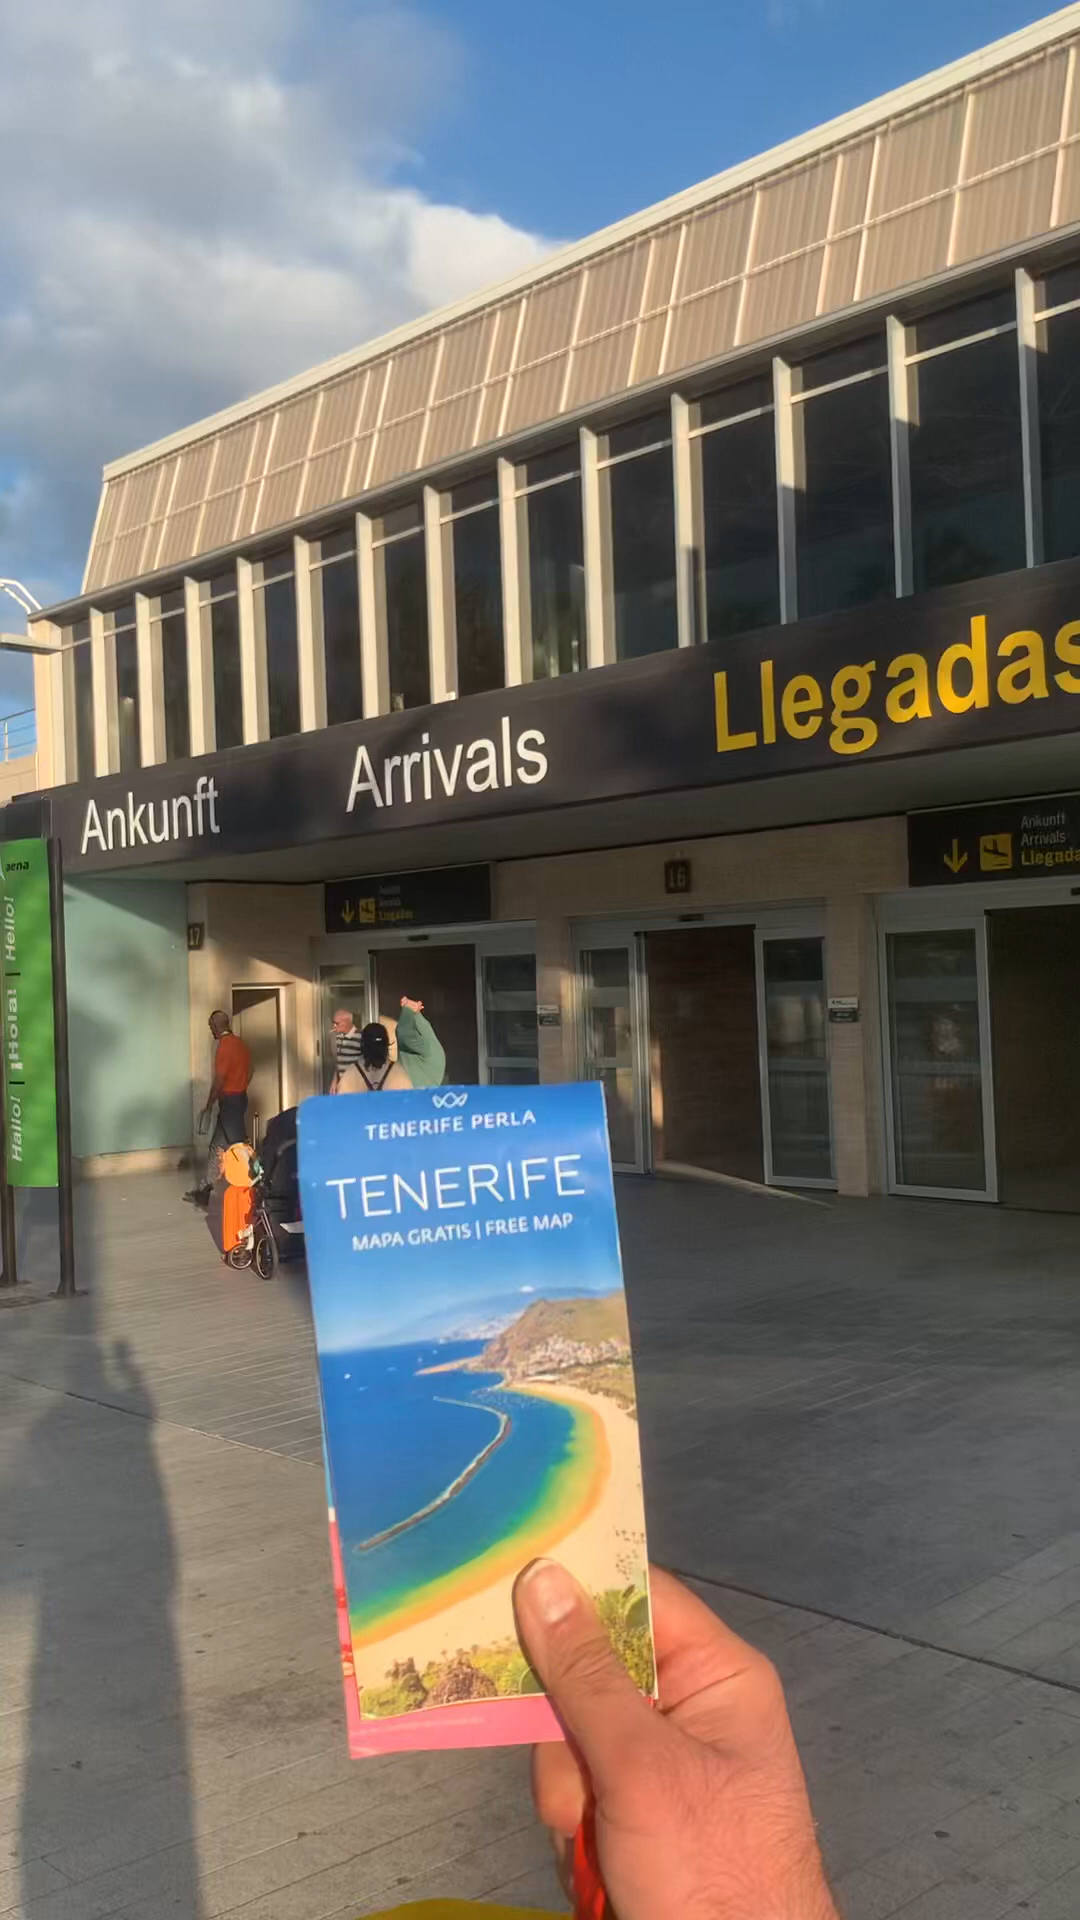 Ankunft
Arrivals
Llegadas
aena
Hallo! | ¡Hola! | Hello!
17
Llegadas
16
Ankunft
Arrivals
Llegada
TENERIFE PERLA
TENERIFE
MAPA GRATIS | FREE MAP